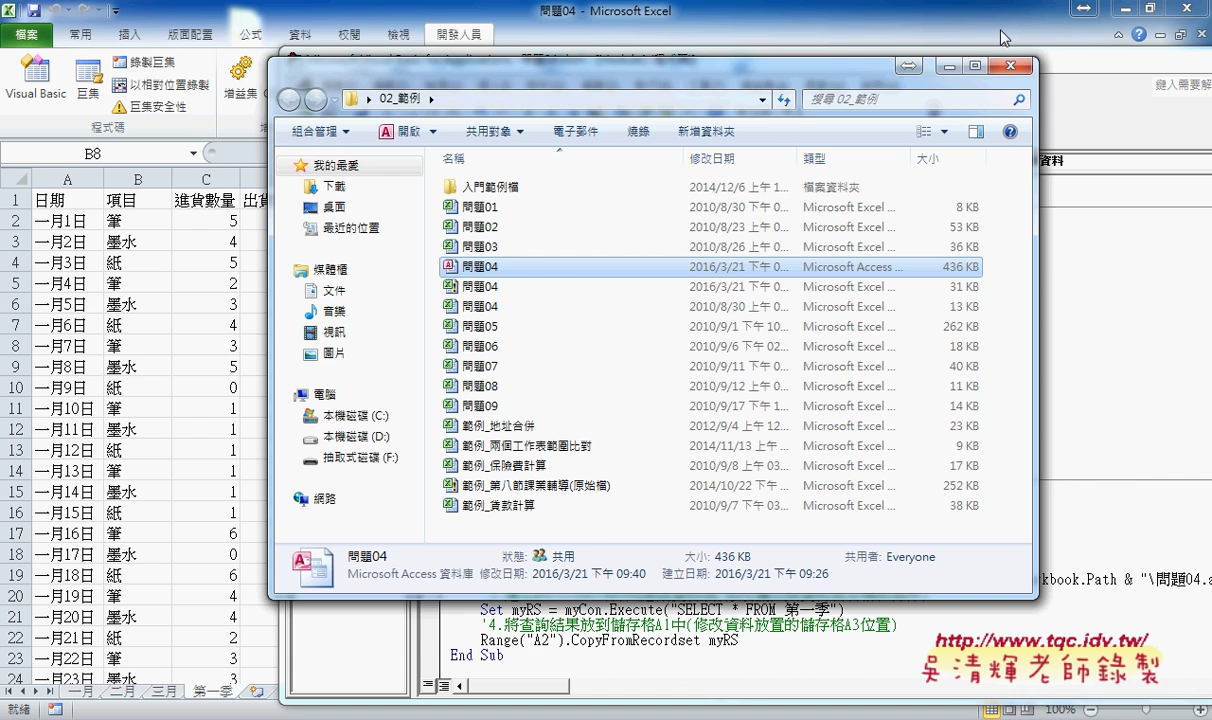 問題04 - Microsoft Excel
檔案 常用 插入 版面配置 公式 資料 校閱 檢視 開發人員
Visual Basic 巨集 錄製巨集 以相對位置錄製 巨集安全性 增益集
程式碼
鍵入需要解
B8
資料
A B C
1 日期 項目 進貨數量 出貨
2 一月1日 筆 5
3 一月2日 墨水 4
4 一月3日 紙 5
5 一月4日 筆 2
6 一月5日 墨水 3
7 一月6日 紙 4
8 一月7日 筆 3
9 一月8日 墨水 5
10 一月9日 紙 0
11 一月10日 筆 1
12 一月11日 墨水 0
13 一月12日 紙 1
14 一月13日 筆 1
15 一月14日 墨水 1
16 一月15日 紙 1
17 一月16日 筆 6
18 一月17日 墨水 0
19 一月18日 紙 6
20 一月19日 筆 4
21 一月20日 墨水 4
22 一月21日 紙 2
23 一月22日 筆 3
24 一月23日 墨水 3
一月 二月 三月 第一季
就緒
100%
02_範例
搜尋 02_範例
組合管理 開啟 共用對象 電子郵件 燒錄 新增資料夾
我的最愛
下載
桌面
最近的位置
媒體櫃
文件
音樂
視訊
圖片
電腦
本機磁碟 (C:)
本機磁碟 (D:)
抽取式磁碟 (F:)
網路
名稱 修改日期 類型 大小
入門範例檔 2014/12/6 上午 1... 檔案資料夾
問題01 2010/8/30 下午 0... Microsoft Excel ... 8 KB
問題02 2010/8/23 下午 0... Microsoft Excel ... 53 KB
問題03 2010/8/26 下午 0... Microsoft Excel ... 36 KB
問題04 2016/3/21 下午 0... Microsoft Access ... 436 KB
問題04 2016/3/21 下午 0... Microsoft Excel ... 31 KB
問題04 2010/8/30 下午 0... Microsoft Excel ... 13 KB
問題05 2010/9/1 下午 10... Microsoft Excel ... 262 KB
問題06 2010/9/6 下午 02... Microsoft Excel ... 18 KB
問題07 2010/9/11 下午 0... Microsoft Excel ... 40 KB
問題08 2010/9/12 下午 0... Microsoft Excel ... 11 KB
問題09 2010/9/17 下午 1... Microsoft Excel ... 14 KB
範例_地址合併 2012/9/4 上午 12... Microsoft Excel ... 23 KB
範例_兩個工作表範圍比對 2014/11/13 上午 ... Microsoft Excel ... 9 KB
範例_保險費計算 2010/9/8 上午 03... Microsoft Excel ... 17 KB
範例_第八節課業輔導(原始檔) 2014/10/22 下午 ... Microsoft Excel ... 252 KB
範例_貸款計算 2010/9/7 下午 03... Microsoft Excel ... 38 KB
問題04 狀態: 共用 大小: 436 KB 共用者: Everyone
Microsoft Access 資料庫 修改日期: 2016/3/21 下午 09:40 建立日期: 2016/3/21 下午 09:26
kbook.Path & "\問題04.a
Set myRS = myCon.Execute("SELECT * FROM 第一季")
'4.將查詢結果放到儲存格A1中(修改資料放置的儲存格A3位置)
Range("A2").CopyFromRecordset myRS
End Sub
http://www.tqc.idv.tw/
吳清輝老師錄製